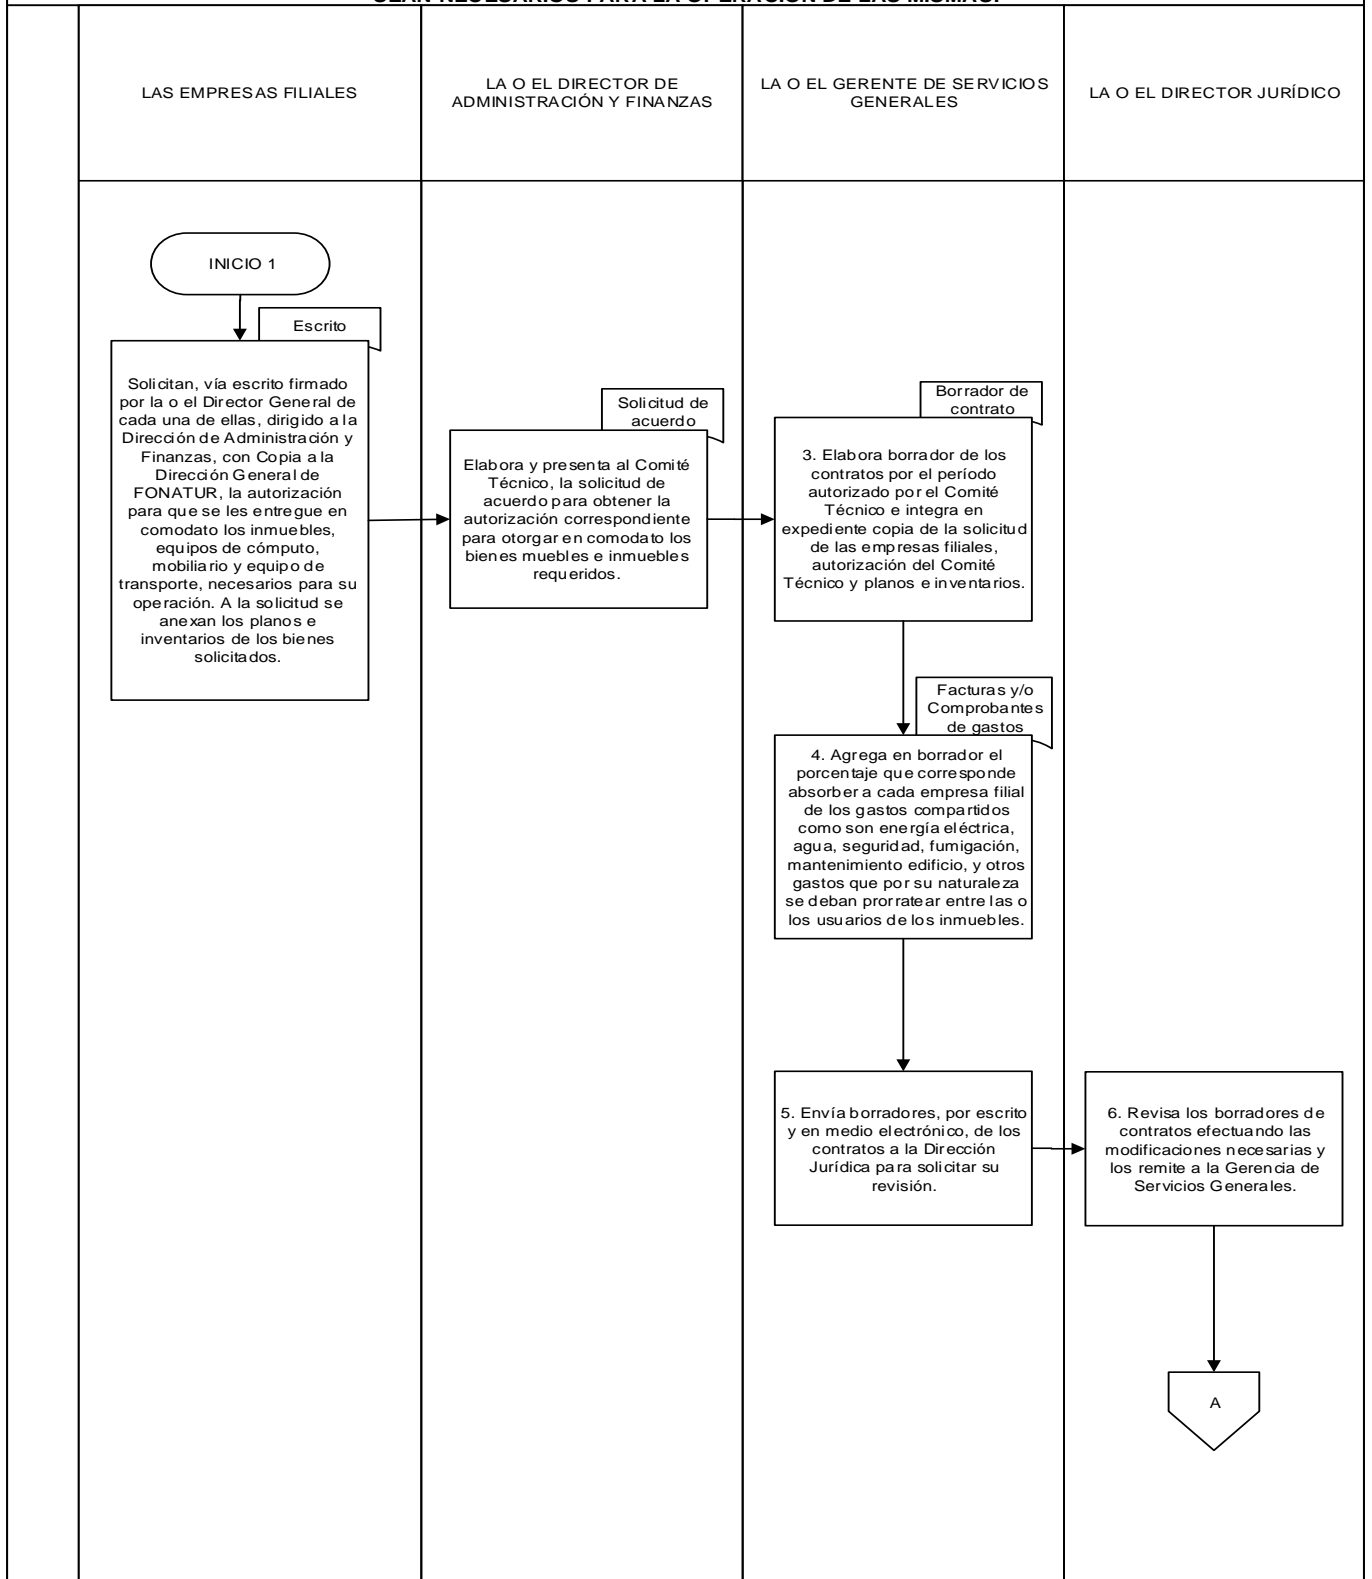 SEAN NECESARIOS PARA LA OPERACIÓN DE LAS MISMAS.
LAS EMPRESAS FILIALES
LA O EL DIRECTOR DE
ADMINISTRACIÓN Y FINANZAS
LA O EL GERENTE DE SERVICIOS
GENERALES
LA O EL DIRECTOR JURÍDICO
INICIO 1
Escrito
Solicitan, vía escrito firmado
por la o el Director General de
cada una de ellas, dirigido a la
Dirección de Administración y
Finanzas, con Copia a la
Dirección General de
FONATUR, la autorización
para que se les entregue en
comodato los inmuebles,
equipos de cómputo,
mobiliario y equipo de
transporte, necesarios para su
operación. A la solicitud se
anexan los planos e
inventarios de los bienes
solicitados.
Solicitud de
acuerdo
Elabora y presenta al Comité
Técnico, la solicitud de
acuerdo para obtener la
autorización correspondiente
para otorgar en comodato los
bienes muebles e inmuebles
requeridos.
Borrador de
contrato
3. Elabora borrador de los
contratos por el período
autorizado por el Comité
Técnico e integra en
expediente copia de la solicitud
de las empresas filiales,
autorización del Comité
Técnico y planos e inventarios.
Facturas y/o
Comprobantes
de gastos
4. Agrega en borrador el
porcentaje que corresponde
absorber a cada empresa filial
de los gastos compartidos
como son energía eléctrica,
agua, seguridad, fumigación,
mantenimiento edificio, y otros
gastos que por su naturaleza
se deban prorratear entre las o
los usuarios de los inmuebles.
5. Envía borradores, por escrito
y en medio electrónico, de los
contratos a la Dirección
Jurídica para solicitar su
revisión.
6. Revisa los borradores de
contratos efectuando las
modificaciones necesarias y
los remite a la Gerencia de
Servicios Generales.
A